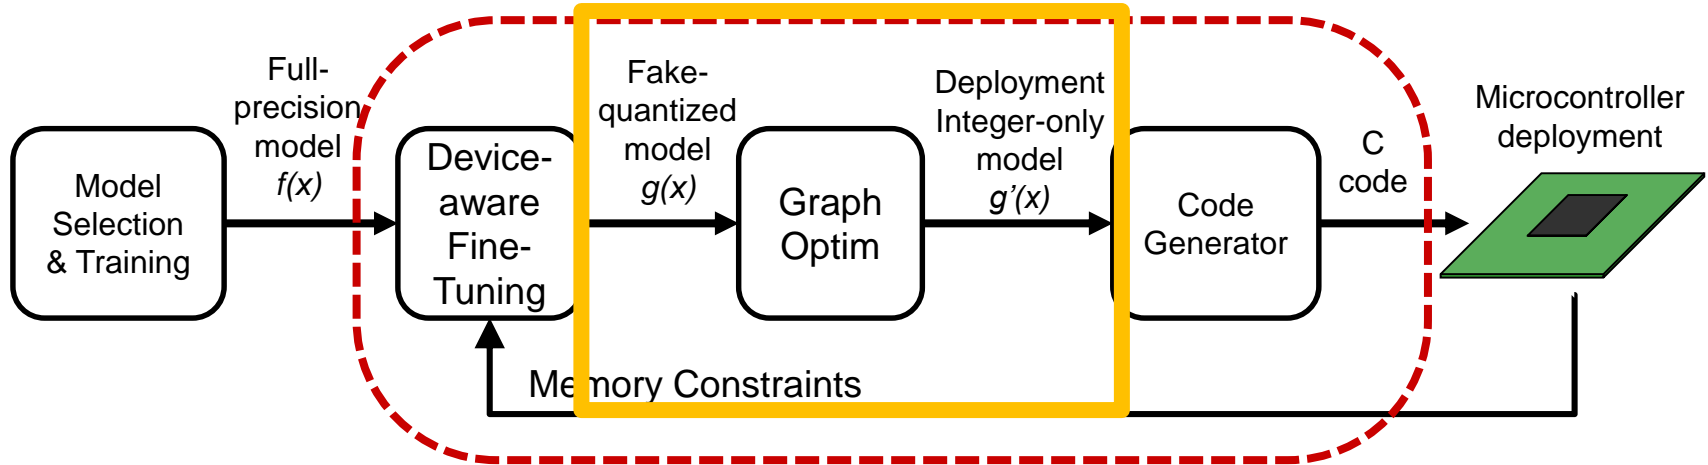 Model
Selection
& Training
Full-
precision
model
f(x)
Device-
aware
Fine-
Tuning
Fake-
quantized
model
g(x)
Graph
Optim
Deployment
Integer-only
model
g’(x)
Code
Generator
C
code
Microcontroller
deployment
Memory Constraints